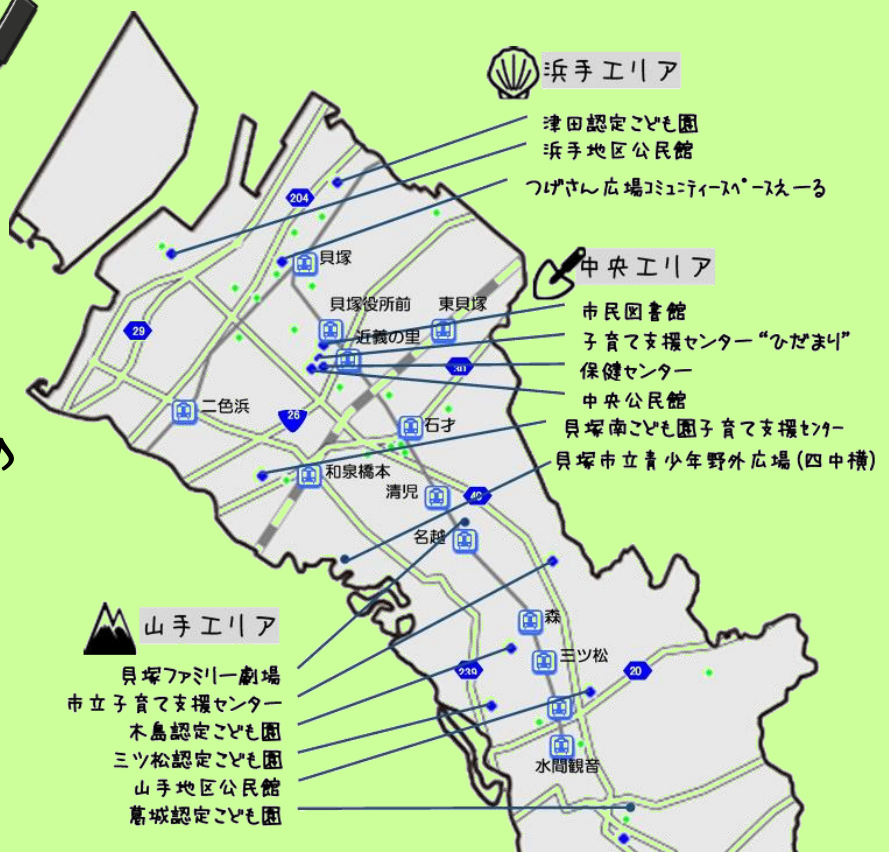 浜手エリア
津田認定こども園
浜手地区公民館
つげさん広場コミュニティースペースえーる
204
貝塚
中央エリア
貝塚役所前
東貝塚
市民図書館
29
近義の里
子育て支援センター“ひだまり”
30
保健センター
中央公民館
二色浜
26
石才
貝塚南こども園子育て支援センター
貝塚市立青少年野外広場(四中横)
和泉橋本
清児
40
名越
山手エリア
森
三ツ松
貝塚ファミリー劇場
239
20
市立子育て支援センター
木島認定こども園
三ツ松認定こども園
水間観音
山手地区公民館
葛城認定こども園